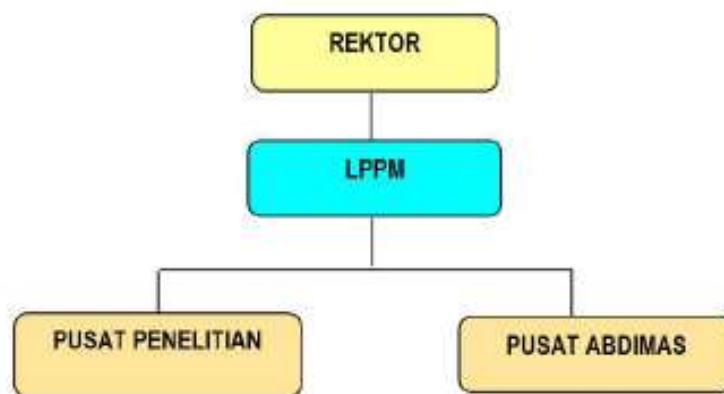 REKTOR
LPPM
PUSAT PENELITIAN
PUSAT ABDIMAS